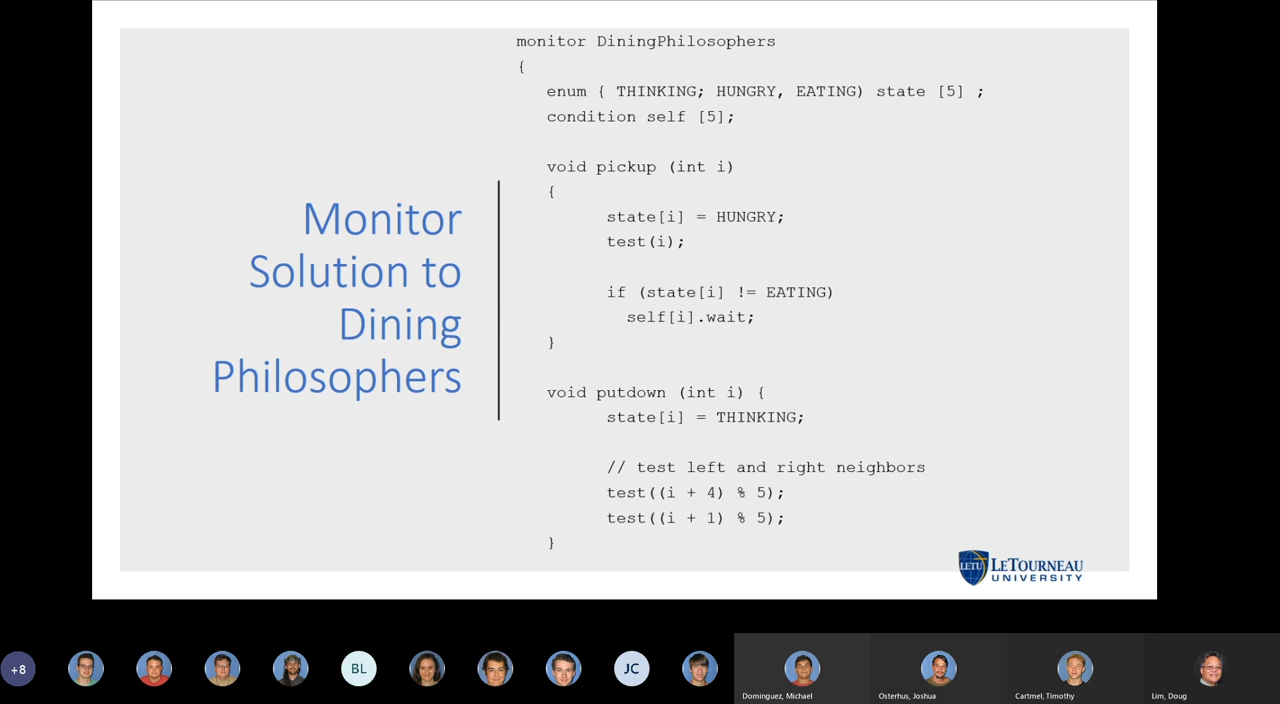 monitor DiningPhilosophers
{
enum { THINKING; HUNGRY, EATING) state [5] ;
condition self [5];
void pickup (int i)
{
state[i] = HUNGRY;
test(i);
if (state[i] != EATING)
self[i].wait;
}
void putdown (int i) {
state[i] = THINKING;
// test left and right neighbors
test((i + 4) % 5);
test((i + 1) % 5);
}
Monitor
Solution to
Dining
Philosophers
LETU
LETOURNEAU
UNIVERSITY
+8
BL
JC
Dominguez, Michael
Osterhus, Joshua
Cartmel, Timothy
Lim, Doug